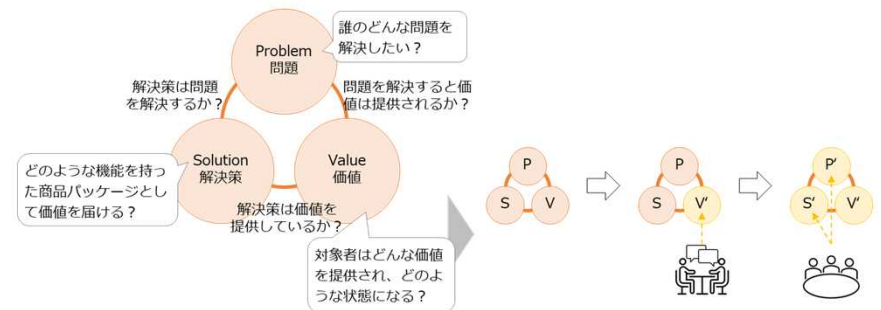 誰のどんな問題を
解決したい？
Problem
問題
解決策は問題
を解決するか？
問題を解決すると価
値は提供されるか？
Solution
解決策
Value
価値
どのような機能を持っ
た商品パッケージとし
て価値を届ける？
解決策は価値を
提供しているか？
対象者はどんな価値
を提供され、どのよ
うな状態になる？
P
S
V
P
S
V′
P′
S′
V′